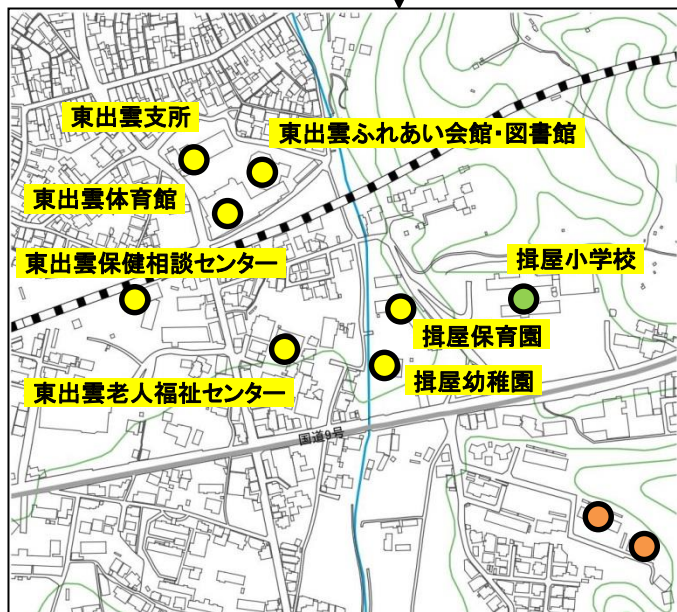 東出雲支所
東出雲ふれあい会館・図書館
東出雲体育館
東出雲保健相談センター
揖屋小学校
揖屋保育園
揖屋幼稚園
東出雲老人福祉センター
国道9号